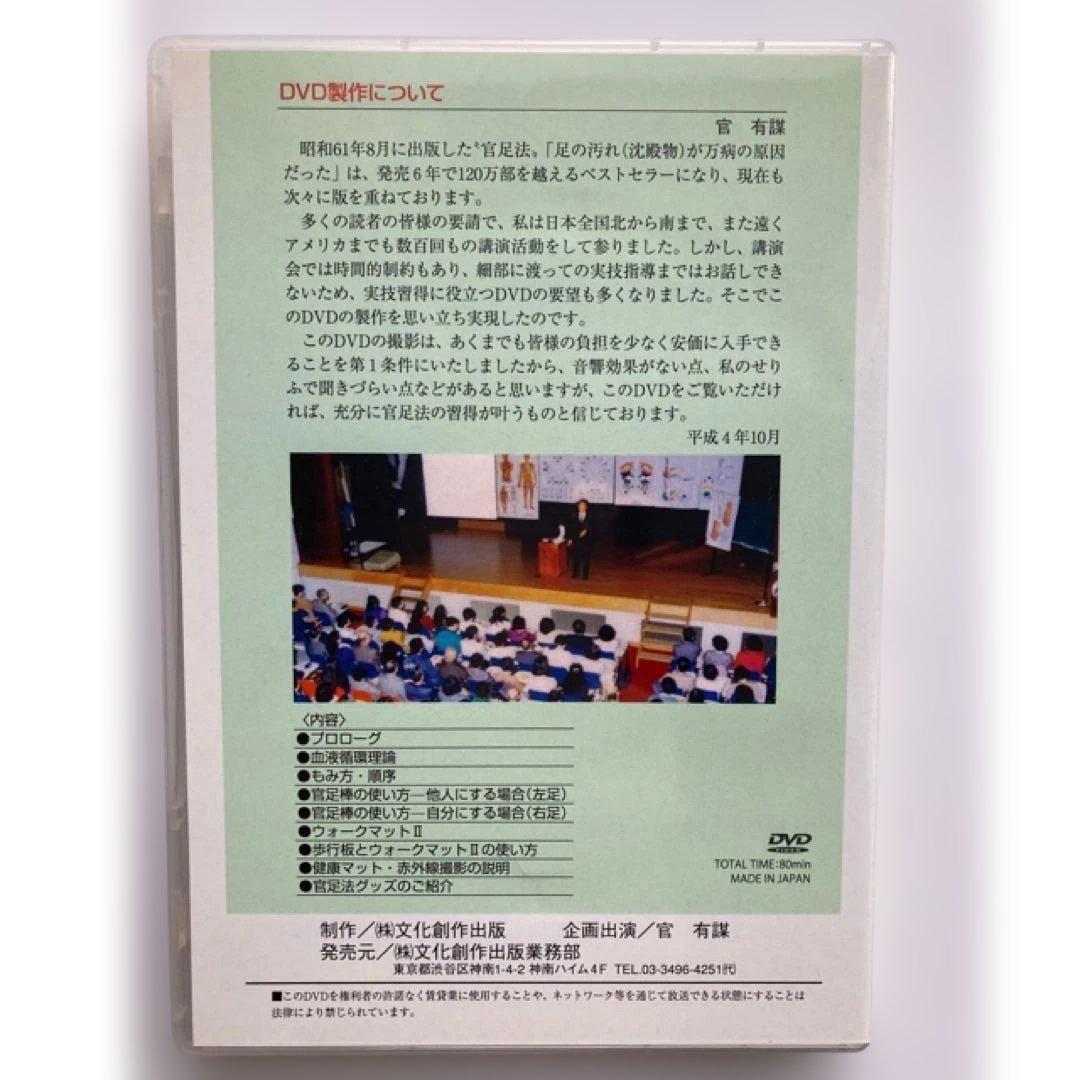 DVD製作について
官　有謀
昭和61年8月に出版した〝官足法〟「足の汚れ（沈殿物）が万病の原因
だった」は、発売6年で120万部を越えるベストセラーになり、現在も
次々に版を重ねております。
多くの読者の皆様の要請で、私は日本全国北から南まで、また遠く
アメリカまでも数百回もの講演活動をして参りました。しかし、講演
会では時間的制約もあり、細部に渡っての実技指導まではお話しでき
ないため、実技習得に役立つDVDの要望も多くなりました。そこでこ
のDVDの製作を思い立ち実現したのです。
このDVDの撮影は、あくまでも皆様の負担を少なく安価に入手でき
ることを第1条件にいたしましたから、音響効果がない点、私のせり
ふで聞きづらい点などがあると思いますが、このDVDをご覧いただけ
れば、充分に官足法の習得が叶うものと信じております。
平成4年10月
〈内容〉
●プロローグ
●血液循環理論
●もみ方・順序
●官足棒の使い方―他人にする場合（左足）
●官足棒の使い方―自分にする場合（右足）
●ウォークマットⅡ
●歩行板とウォークマットⅡの使い方
●健康マット・赤外線撮影の説明
●官足法グッズのご紹介
DVD
VIDEO
TOTAL TIME:80min
MADE IN JAPAN
制作／㈱文化創作出版　企画出演／官　有謀
発売元／㈱文化創作出版業務部
東京都渋谷区神南1-4-2 神南ハイム4F TEL.03-3496-4251㈹
■このDVDを権利者の許諾なく賃貸業に使用することや、ネットワーク等を通じて放送できる状態にすることは
法律により禁じられています。